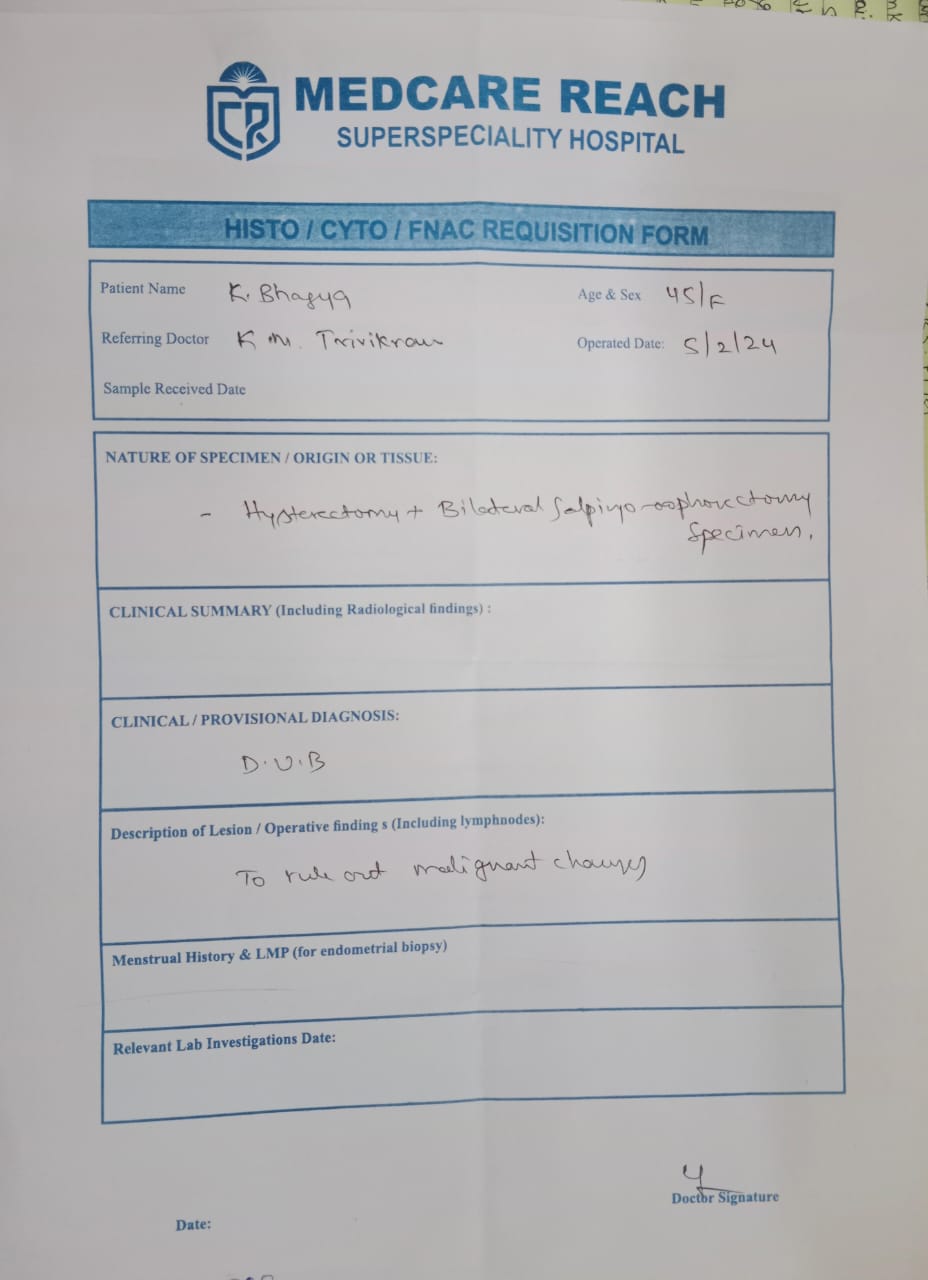 MEDCARE REACH
SUPERSPECIALITY HOSPITAL
HISTO / CYTO / FNAC REQUISITION FORM
Patient Name K. Bhagya Age & Sex 45/F
Referring Doctor K M. Trivikram Operated Date: 5/2/24
Sample Received Date
NATURE OF SPECIMEN / ORIGIN OR TISSUE:
- Hysterectomy + Bilateral Salpingo-oophorectomy
Specimen.
CLINICAL SUMMARY (Including Radiological findings) :
CLINICAL / PROVISIONAL DIAGNOSIS:
D.U.B
Description of Lesion / Operative finding s (Including lymphnodes):
To rule out malignant changes
Menstrual History & LMP (for endometrial biopsy)
Relevant Lab Investigations Date:
Doctor Signature
Date: